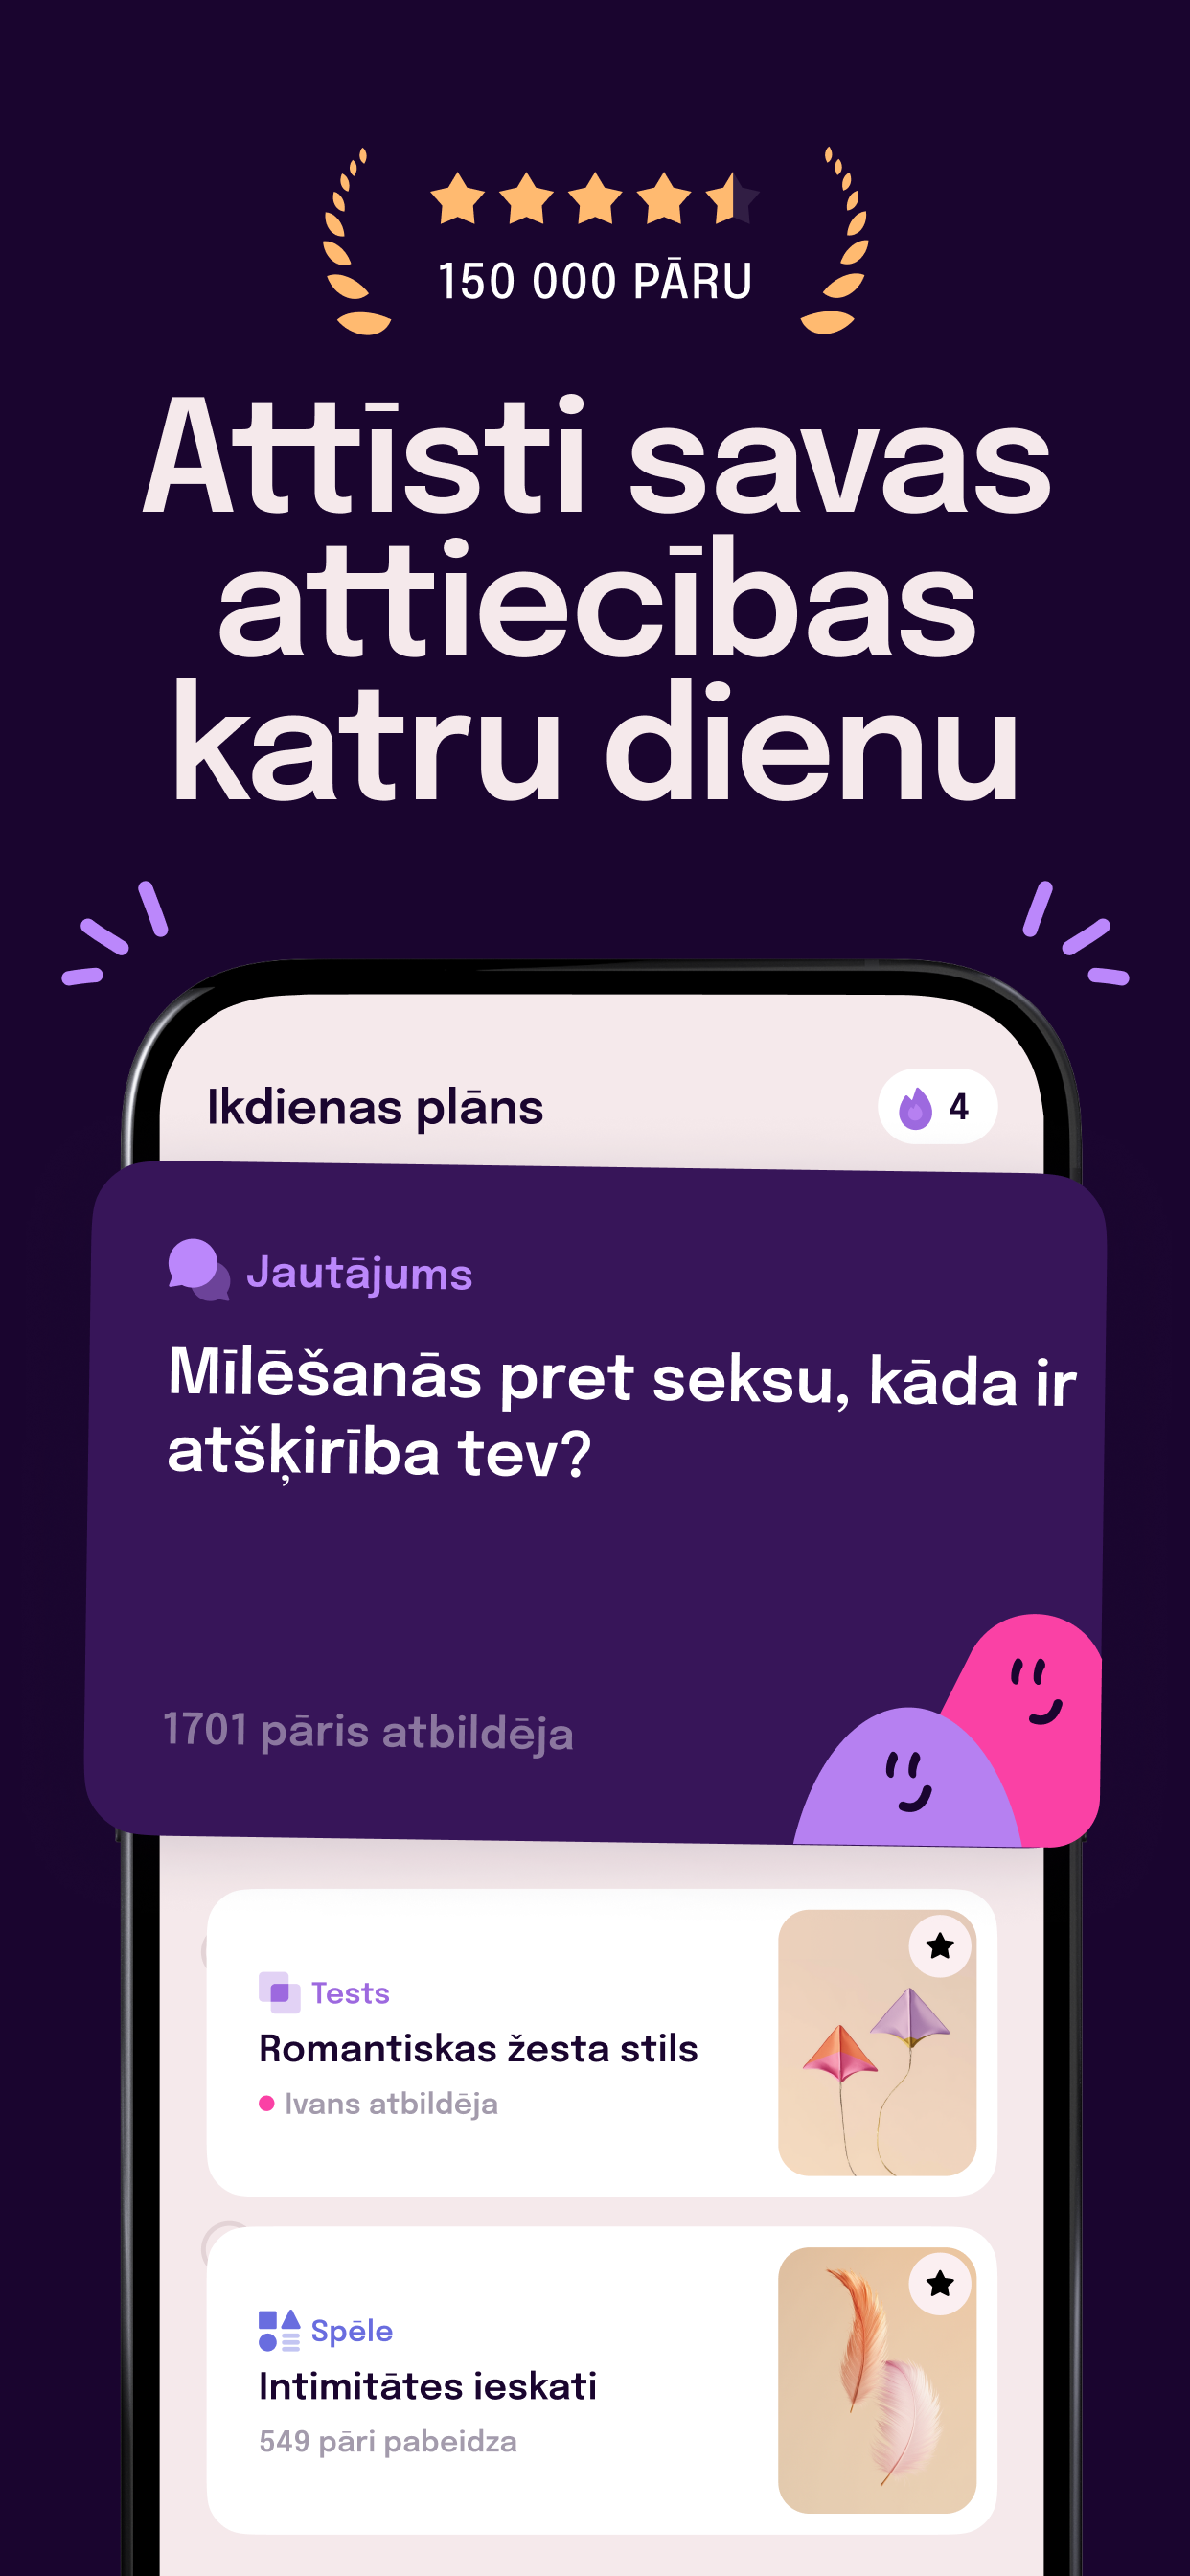 150 000 PĀRU
Attīsti savas
attiecības
katru dienu
Ikdienas plāns
4
Jautājums
Mīlēšanās pret seksu, kāda ir
atšķirība tev?
1701 pāris atbildēja
Tests
Romantiskas žesta stils
Ivans atbildēja
Spēle
Intimitātes ieskati
549 pāri pabeidza